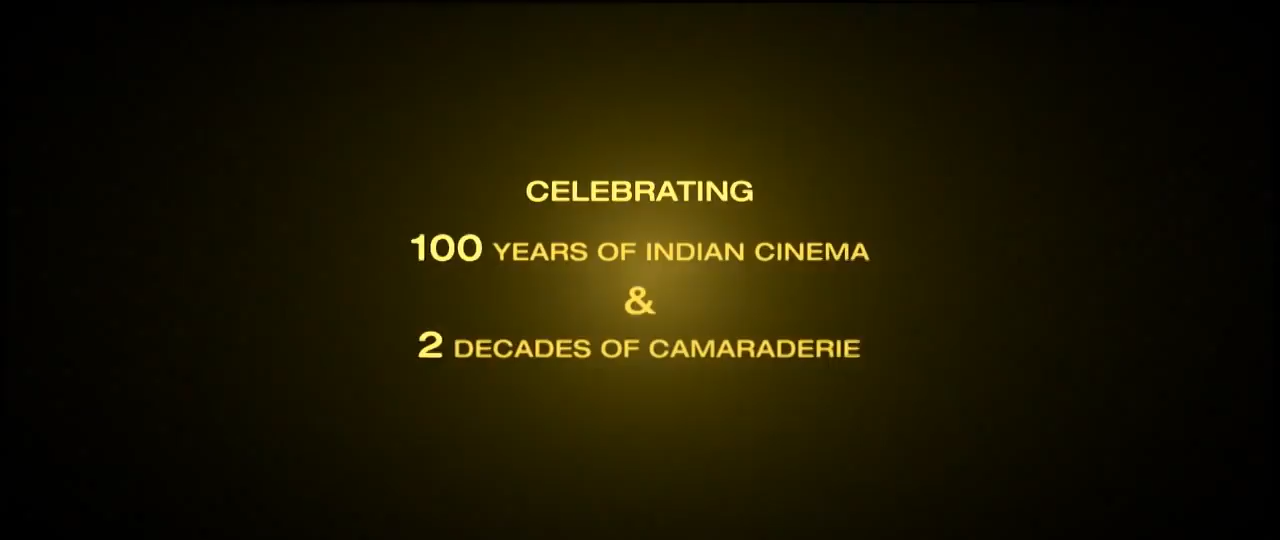 CELEBRATING
100 YEARS OF INDIAN CINEMA
&
2 DECADES OF CAMARADERIE